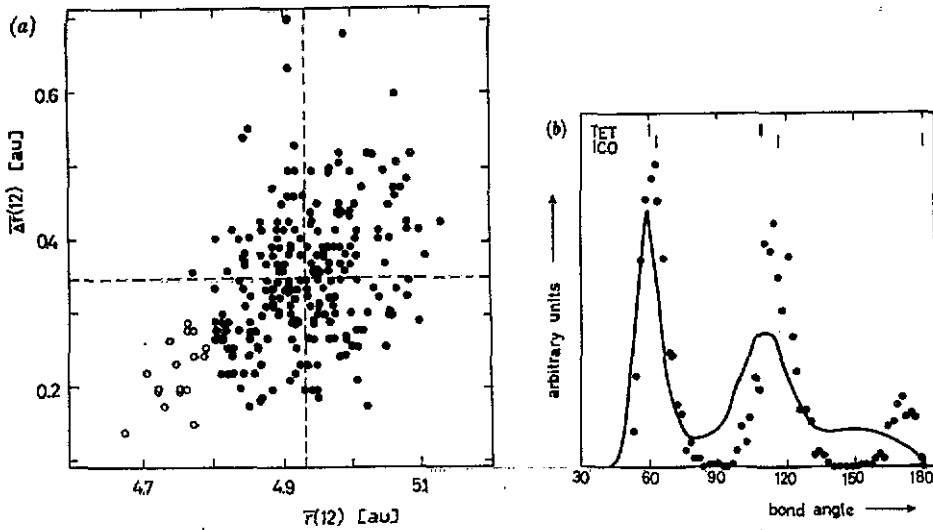 (a)
0.6
0.4
0.2
Δr̄(12) [au]
4.7
4.9
5.1
r̄(12) [au]
(b)
TET
ICO
arbitrary units
30
60
90
120
150
180
bond angle